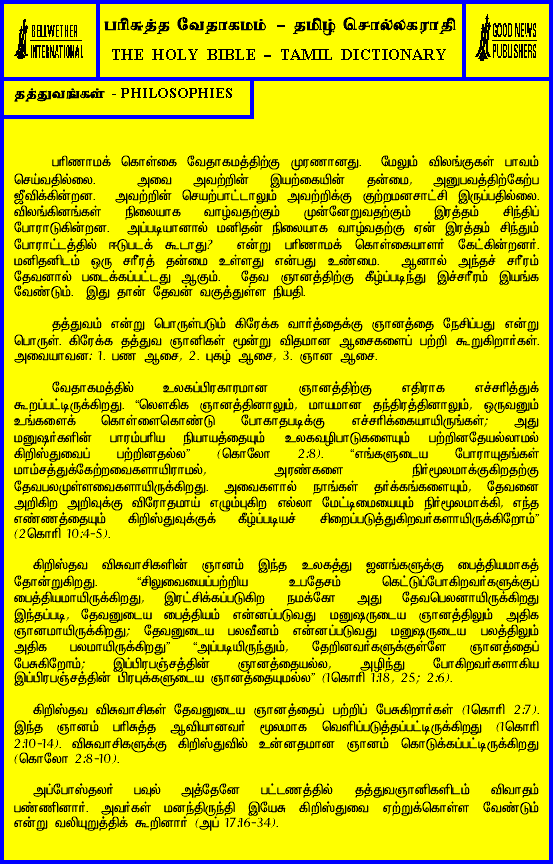 BELLWETHER
INTERNATIONAL
பரிசுத்த வேதாகமம் – தமிழ் சொல்லகராதி
THE HOLY BIBLE – TAMIL DICTIONARY
GOOD NEWS
PUBLISHERS
தத்துவங்கள் - PHILOSOPHIES
பரிணாமக் கொள்கை வேதாகமத்திற்கு முரணானது. மேலும் விலங்குகள் பாவம்
செய்வதில்லை. அவை அவற்றின் இயற்கையின் தன்மை, அனுபவத்திற்கேற்ப
ஜீவிக்கின்றன. அவற்றின் செயற்பாட்டாலும் அவற்றிக்கு குற்றமனசாட்சி இருப்பதில்லை.
விலங்கினங்கள் நிலையாக வாழ்வதற்கும் முன்னேறுவதற்கும் இரத்தம் சிந்திப்
போராடுகின்றன. அப்படியானால் மனிதன் நிலையாக வாழ்வதற்கு ஏன் இரத்தம் சிந்தும்
போராட்டத்தில் ஈடுபடக் கூடாது? என்று பரிணாமக் கொள்கையாளர் கேட்கின்றனர்.
மனிதனிடம் ஒரு சரீரத் தன்மை உள்ளது என்பது உண்மை. ஆனால் அந்தச் சரீரம்
தேவனால் படைக்கப்பட்டது ஆகும். தேவ ஞானத்திற்கு கீழ்ப்படிந்து இச்சரீரம் இயங்க
வேண்டும். இது தான் தேவன் வகுத்துள்ள நியதி.
தத்துவம் என்று பொருள்படும் கிரேக்க வார்த்தைக்கு ஞானத்தை நேசிப்பது என்று
பொருள். கிரேக்க தத்துவ ஞானிகள் மூன்று விதமான ஆசைகளைப் பற்றி கூறுகிறார்கள்.
அவையாவன: 1. பண ஆசை, 2. புகழ் ஆசை, 3. ஞான ஆசை.
வேதாகமத்தில் உலகப்பிரகாரமான ஞானத்திற்கு எதிராக எச்சரித்துக்
கூறப்பட்டிருக்கிறது. “லௌகிக ஞானத்தினாலும், மாயமான தந்திரத்தினாலும், ஒருவனும்
உங்களைக் கொள்ளைகொண்டு போகாதபடிக்கு எச்சரிக்கையாயிருங்கள்; அது
மனுஷர்களின் பாரம்பரிய நியாயத்தையும் உலகவழிபாடுகளையும் பற்றினதேயல்லாமல்
கிறிஸ்துவைப் பற்றினதல்ல” (கொலோ 2:8). “எங்களுடைய போராயுதங்கள்
மாம்சத்துக்கேற்றவைகளாயிராமல், அரண்களை நிர்மூலமாக்குகிறதற்கு
தேவபலமுள்ளவைகளாயிருக்கிறது. அவைகளால் நாங்கள் தர்க்கங்களையும், தேவனை
அறிகிற அறிவுக்கு விரோதமாய் எழும்புகிற எல்லா மேட்டிமையையும் நிர்மூலமாக்கி, எந்த
எண்ணத்தையும் கிறிஸ்துவுக்குக் கீழ்ப்படியச் சிறைப்படுத்துகிறவர்களாயிருக்கிறோம்”
(2கொரி 10:4-5).
கிறிஸ்தவ விசுவாசிகளின் ஞானம் இந்த உலகத்து ஜனங்களுக்கு பைத்தியமாகத்
தோன்றுகிறது. “சிலுவையைப்பற்றிய உபதேசம் கெட்டுப்போகிறவர்களுக்குப்
பைத்தியமாயிருக்கிறது, இரட்சிக்கப்படுகிற நமக்கோ அது தேவபெலனாயிருக்கிறது
இந்தப்படி, தேவனுடைய பைத்தியம் என்னப்படுவது மனுஷருடைய ஞானத்திலும் அதிக
ஞானமாயிருக்கிறது; தேவனுடைய பலவீனம் என்னப்படுவது மனுஷருடைய பலத்திலும்
அதிக பலமாயிருக்கிறது” “அப்படியிருந்தும், தேறினவர்களுக்குள்ளே ஞானத்தைப்
பேசுகிறோம்; இப்பிரபஞ்சத்தின் ஞானத்தையல்ல, அழிந்து போகிறவர்களாகிய
இப்பிரபஞ்சத்தின் பிரபுக்களுடைய ஞானத்தையுமல்ல” (1கொரி 1:18, 25; 2:6).
கிறிஸ்தவ விசுவாசிகள் தேவனுடைய ஞானத்தைப் பற்றிப் பேசுகிறார்கள் (1கொரி 2:7).
இந்த ஞானம் பரிசுத்த ஆவியானவர் மூலமாக வெளிப்படுத்தப்பட்டிருக்கிறது (1கொரி
2:10-14). விசுவாசிகளுக்கு கிறிஸ்துவில் உன்னதமான ஞானம் கொடுக்கப்பட்டிருக்கிறது
(கொலோ 2:8-10).
அப்போஸ்தலர் பவுல் அத்தேனே பட்டணத்தில் தத்துவஞானிகளிடம் விவாதம்
பண்ணினார். அவர்கள் மனந்திருந்தி இயேசு கிறிஸ்துவை ஏற்றுக்கொள்ள வேண்டும்
என்று வலியுறுத்திக் கூறினார் (அப் 17:16-34).